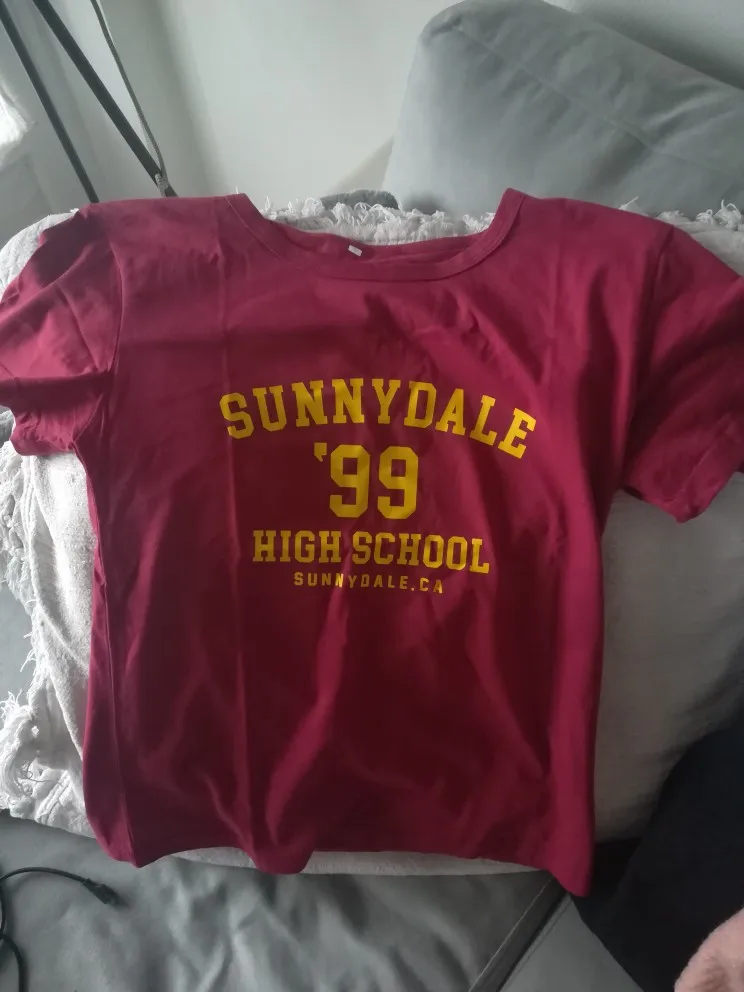 SUNNYDALE
'99
HIGH SCHOOL
SUNNYDALE, CA